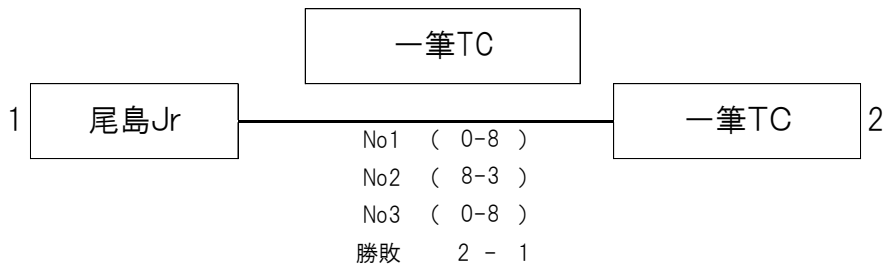 一筆TC
1 尾島Jr 一筆TC 2
No1 ( 0-8 )
No2 ( 8-3 )
No3 ( 0-8 )
勝敗 2 - 1